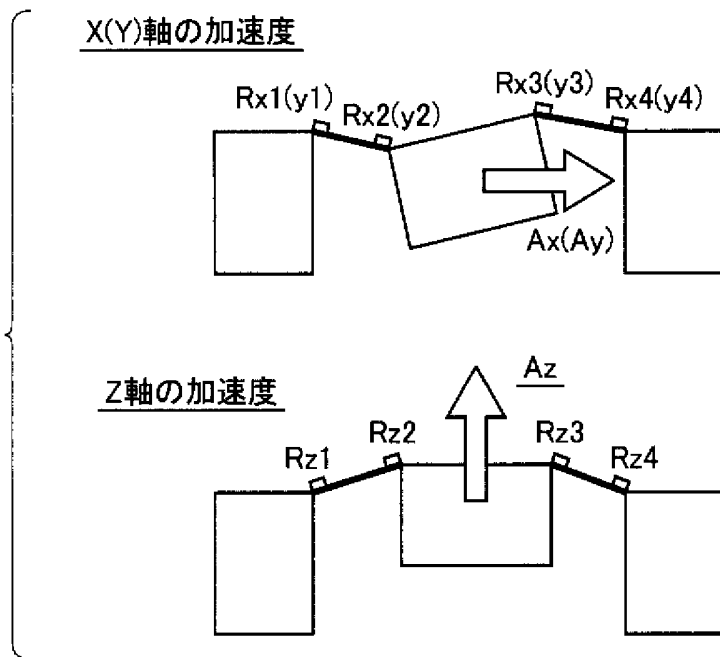 X(Y)軸の加速度
Rx1(y1)
Rx2(y2)
Rx3(y3)
Rx4(y4)
Ax(Ay)
Z軸の加速度
Az
Rz1
Rz2
Rz3
Rz4